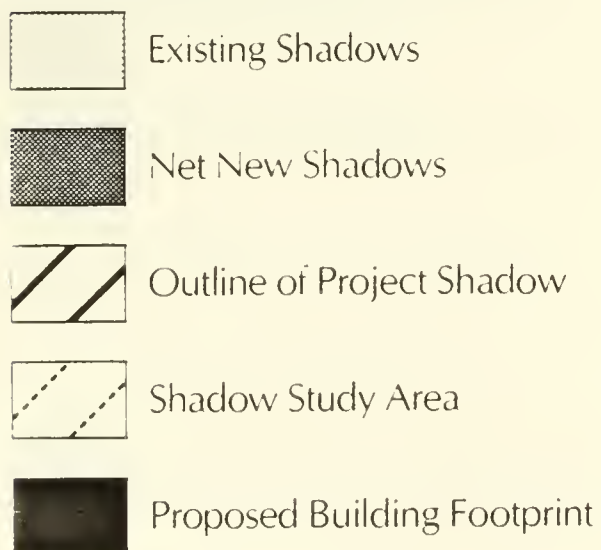 Existing Shadows
Net New Shadows
Outline of Project Shadow
Shadow Study Area
Proposed Building Footprint